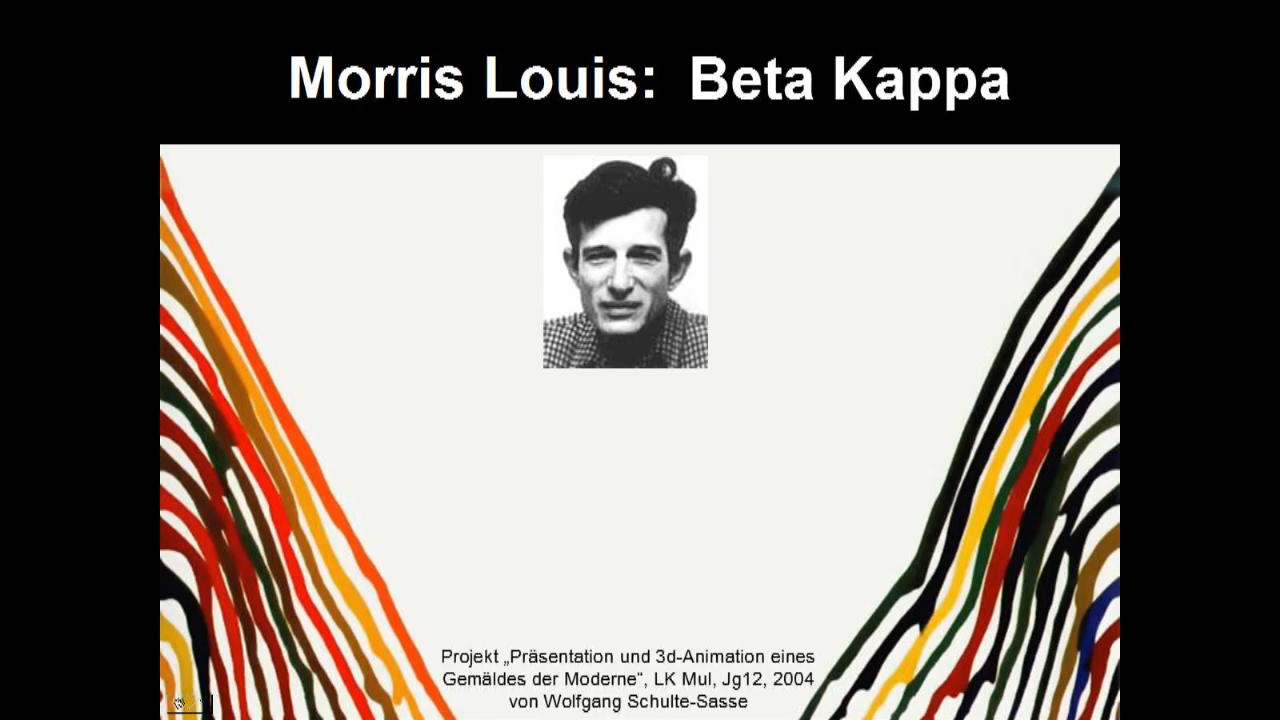 Morris Louis: Beta Kappa
Projekt „Präsentation und 3d-Animation eines
Gemäldes der Moderne“, LK Mul, Jg12, 2004
von Wolfgang Schulte-Sasse